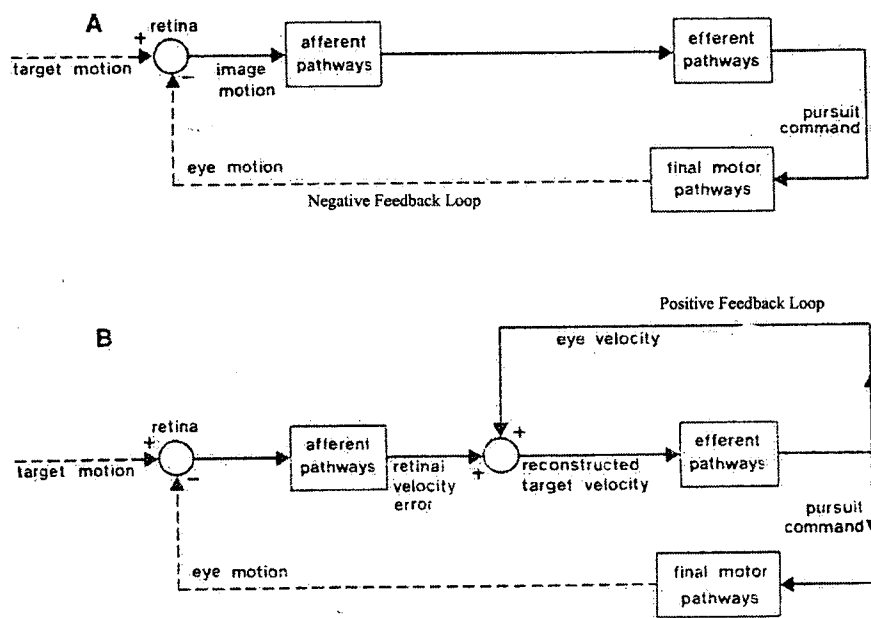 A
retina
+
target motion
−
image
motion
afferent
pathways
efferent
pathways
pursuit
command
eye motion
final motor
pathways
Negative Feedback Loop
Positive Feedback Loop
B
eye velocity
retina
+
target motion
−
afferent
pathways
retinal
velocity
error
+
+
reconstructed
target velocity
efferent
pathways
pursuit
command
eye motion
final motor
pathways